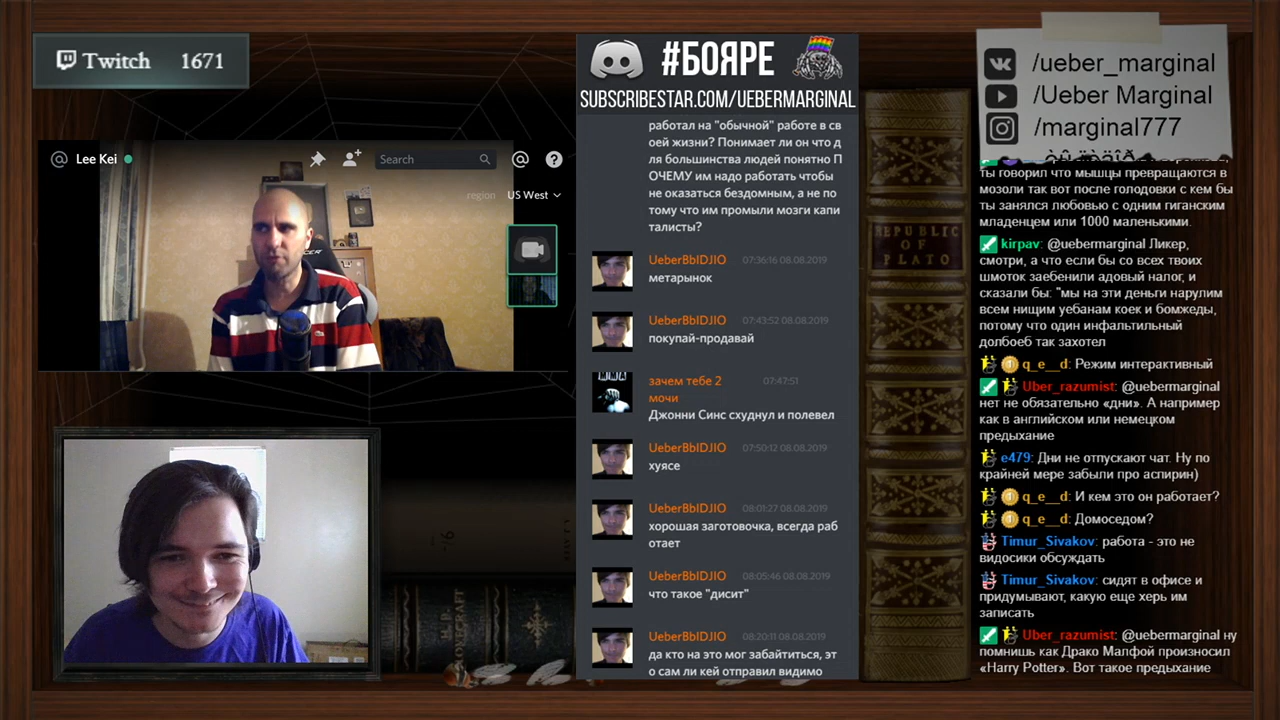 Twitch 1671
@ Lee Kei
Search
@
?
region US West
#БОЯРЕ
SUBSCRIBESTAR.COM/UEBERMARGINAL
работал на "обычной" работе в св
оей жизни? Понимает ли он что д
ля большинства людей понятно П
ОЧЕМУ им надо работать чтобы
не оказаться бездомным, а не по
тому что им промыли мозги капи
талисты?
UeberBbIDJIO 07:36:16 08.08.2019
метарынок
UeberBbIDJIO 07:43:52 08.08.2019
покупай-продавай
зачем тебе 2 07:47:51
мочи
Джонни Синс схуднул и полевел
UeberBbIDJIO 07:50:12 08.08.2019
хуясе
UeberBbIDJIO 08:01:27 08.08.2019
хорошая заготовочка, всегда раб
отает
UeberBbIDJIO 08:05:46 08.08.2019
что такое "дисит"
UeberBbIDJIO 08:20:11 08.08.2019
да кто на это мог забайтиться, эт
о сам ли кей отправил видимо
REPUBLIC
OF
PLATO
H.P.
LOVECRAFT
/ueber_marginal
/Ueber Marginal
/marginal777
ты говорил что мышцы превращаются в
мозоли так вот после голодовки с кем бы
ты занялся любовью с одним гиганским
младенцем или 1000 маленькими.
kirpav: @uebermarginal Ликер,
смотри, а что если бы со всех твоих
шмоток заебенили адовый налог, и
сказали бы: "мы на эти деньги нарулим
всем нищим уебанам коек и бомжеды,
потому что один инфальтильный
долбоеб так захотел
q_e__d: Режим интерактивный
Uber_razumist: @uebermarginal
нет не обязательно «дни». А например
как в английском или немецком
предыхание
e479: Дни не отпускают чат. Ну по
крайней мере забыли про аспирин)
q_e__d: И кем это он работает?
q_e__d: Домоседом?
Timur_Sivakov: работа - это не
видосики обсуждать
Timur_Sivakov: сидят в офисе и
придумывают, какую еще херь им
записать
Uber_razumist: @uebermarginal ну
помнишь как Драко Малфой произносил
«Harry Potter». Вот такое предыхание